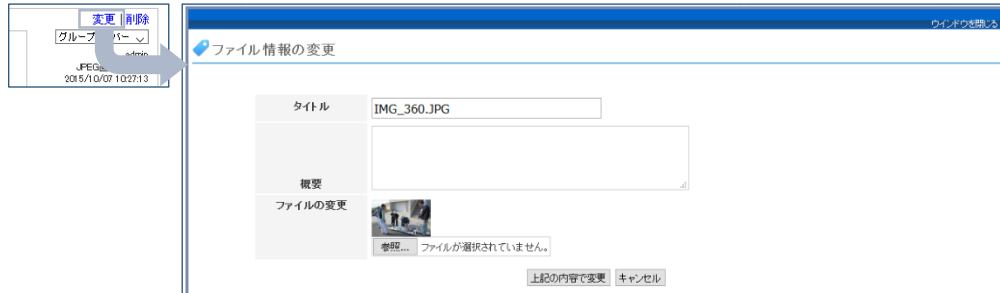 変更 | 削除
グループ
admin
JPEG
2015/10/07 10:27:13
ウインドウを閉じる
ファイル情報の変更
タイトル
IMG_360.JPG
概要
ファイルの変更
参照... ファイルが選択されていません。
上記の内容で変更 キャンセル